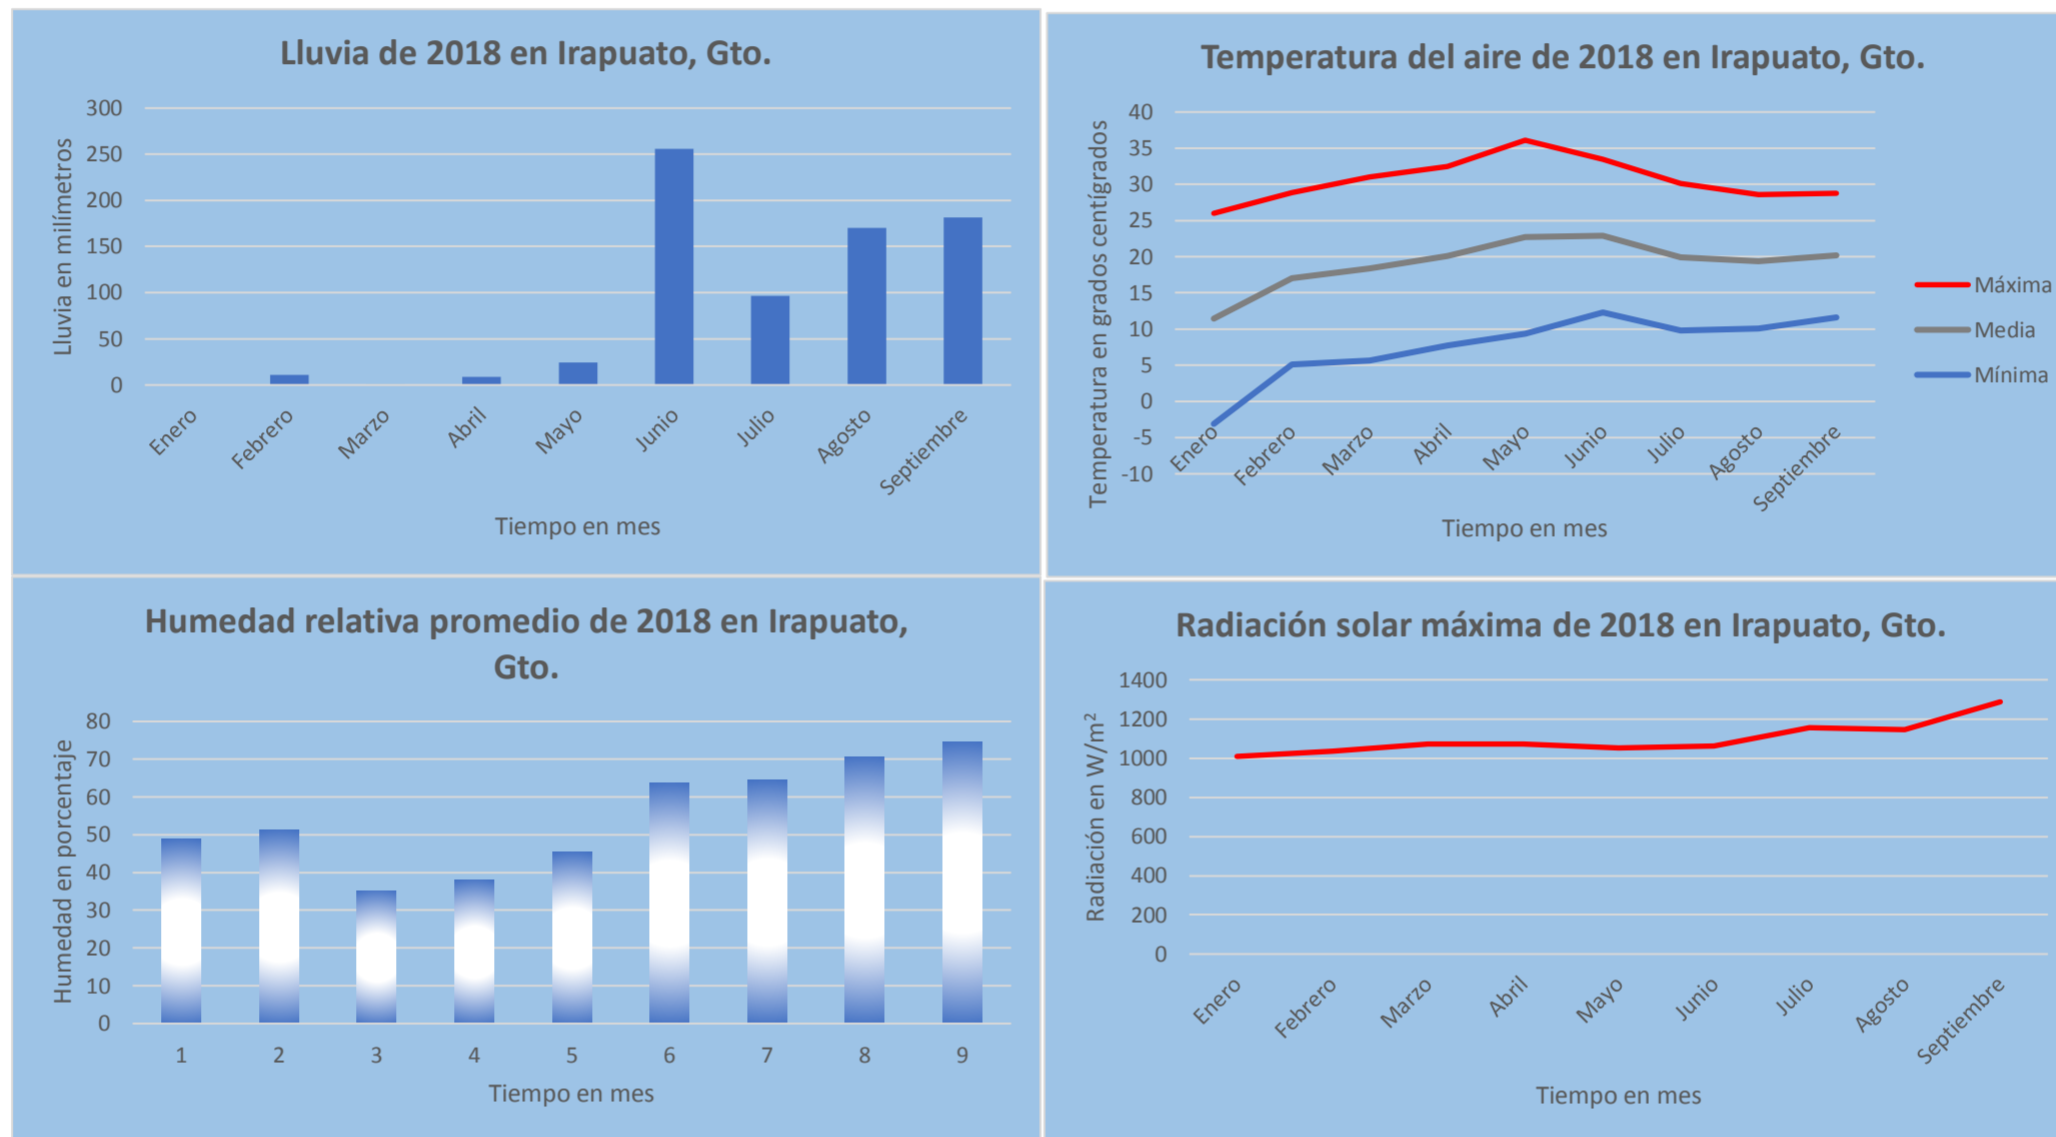 Lluvia de 2018 en Irapuato, Gto.
300
250
200
150
100
50
0
Lluvia en milímetros
Enero
Febrero
Marzo
Abril
Mayo
Junio
Julio
Agosto
Septiembre
Tiempo en mes
Temperatura del aire de 2018 en Irapuato, Gto.
40
35
30
25
20
15
10
5
0
-5
-10
Temperatura en grados centígrados
Enero
Febrero
Marzo
Abril
Mayo
Junio
Julio
Agosto
Septiembre
Tiempo en mes
Máxima
Media
Mínima
Humedad relativa promedio de 2018 en Irapuato,
Gto.
80
70
60
50
40
30
20
10
0
Humedad en porcentaje
1 2 3 4 5 6 7 8 9
Tiempo en mes
Radiación solar máxima de 2018 en Irapuato, Gto.
1400
1200
1000
800
600
400
200
0
Radiación en W/m²
Enero
Febrero
Marzo
Abril
Mayo
Junio
Julio
Agosto
Septiembre
Tiempo en mes